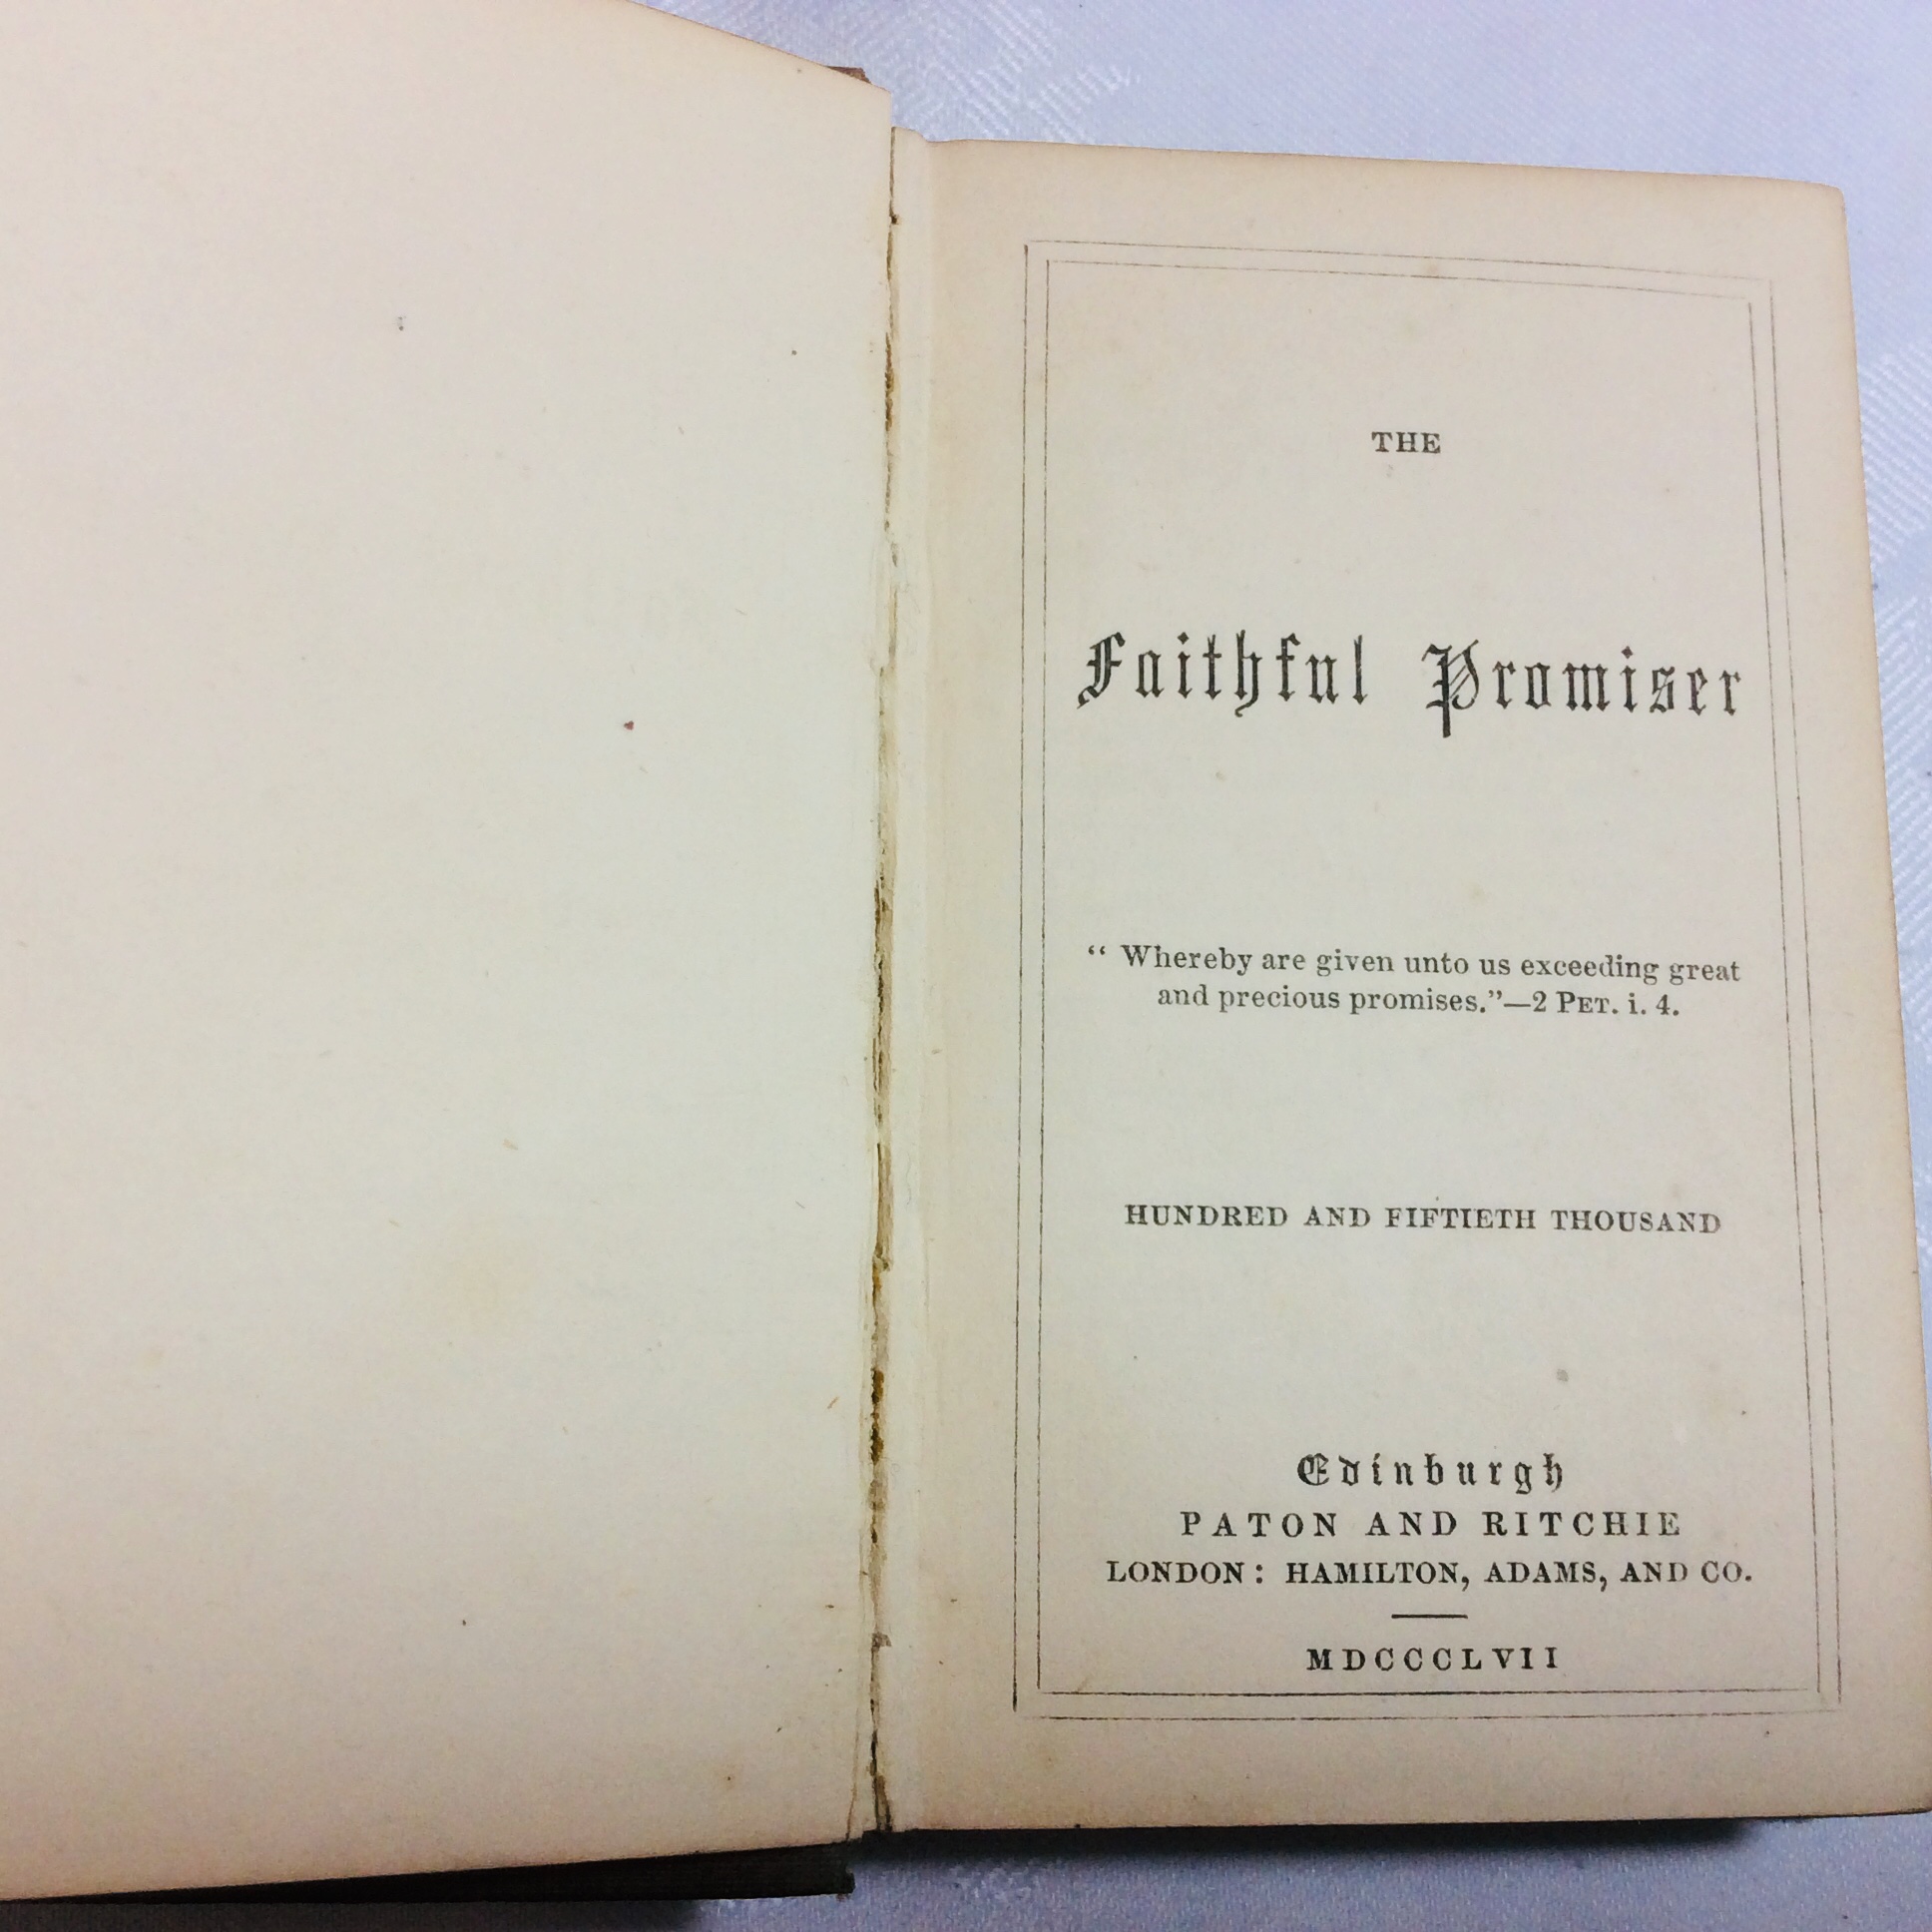 THE
Faithful Promiser
“ Whereby are given unto us exceeding great
and precious promises.”—2 PET. i. 4.
HUNDRED AND FIFTIETH THOUSAND
Edinburgh
PATON AND RITCHIE
LONDON: HAMILTON, ADAMS, AND CO.
MDCCCLVII